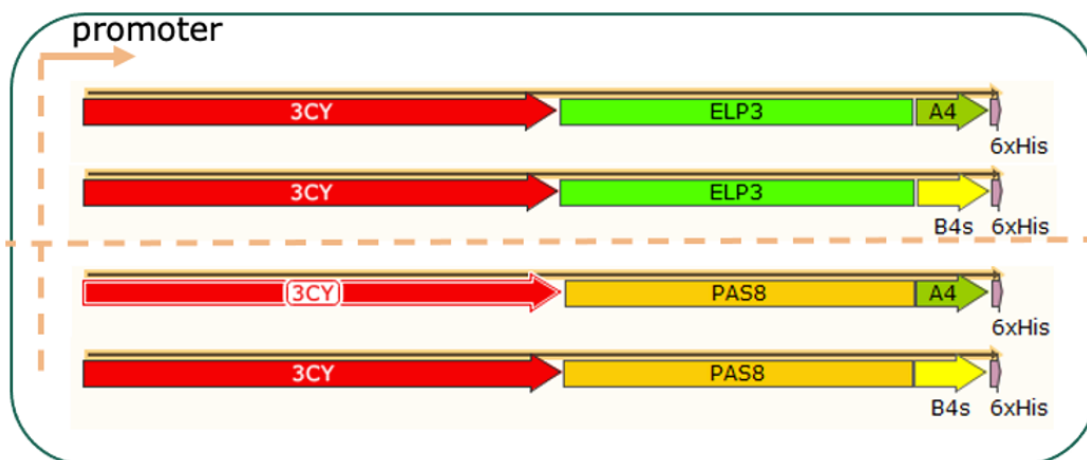 promoter
3CY ELP3 A4
6xHis
3CY ELP3
B4s 6xHis
3CY PAS8 A4
6xHis
3CY PAS8
B4s 6xHis